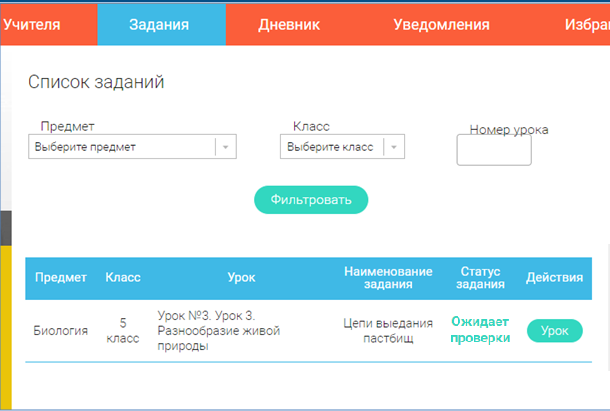 Учителя Задания Дневник Уведомления Избра
Список заданий
Предмет Класс Номер урока
Выберите предмет Выберите класс
Фильтровать
Предмет Класс Урок Наименование задания Статус задания Действия
Биология 5 класс Урок №3. Урок 3. Разнообразие живой природы Цепи выедания пастбищ Ожидает проверки Урок